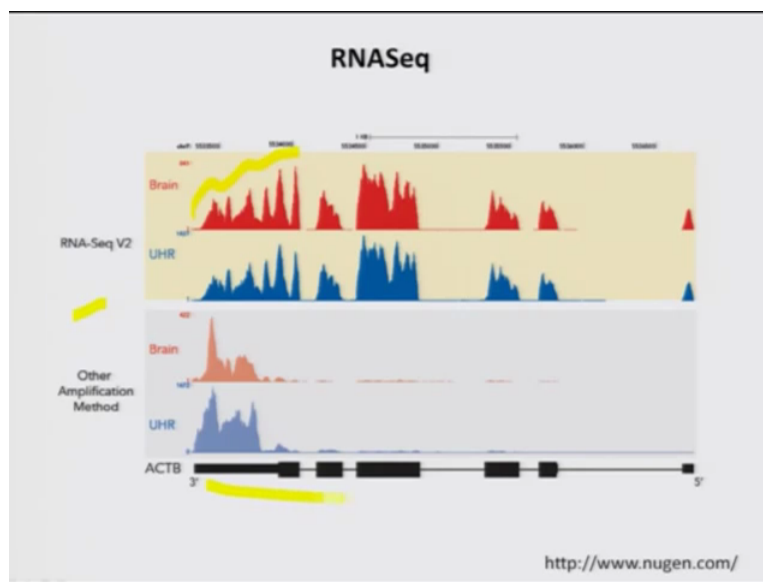 RNASeq
Brain
RNA-Seq V2
UHR
Brain
Other
Amplification
Method
UHR
ACTB
3'
5'
http://www.nugen.com/